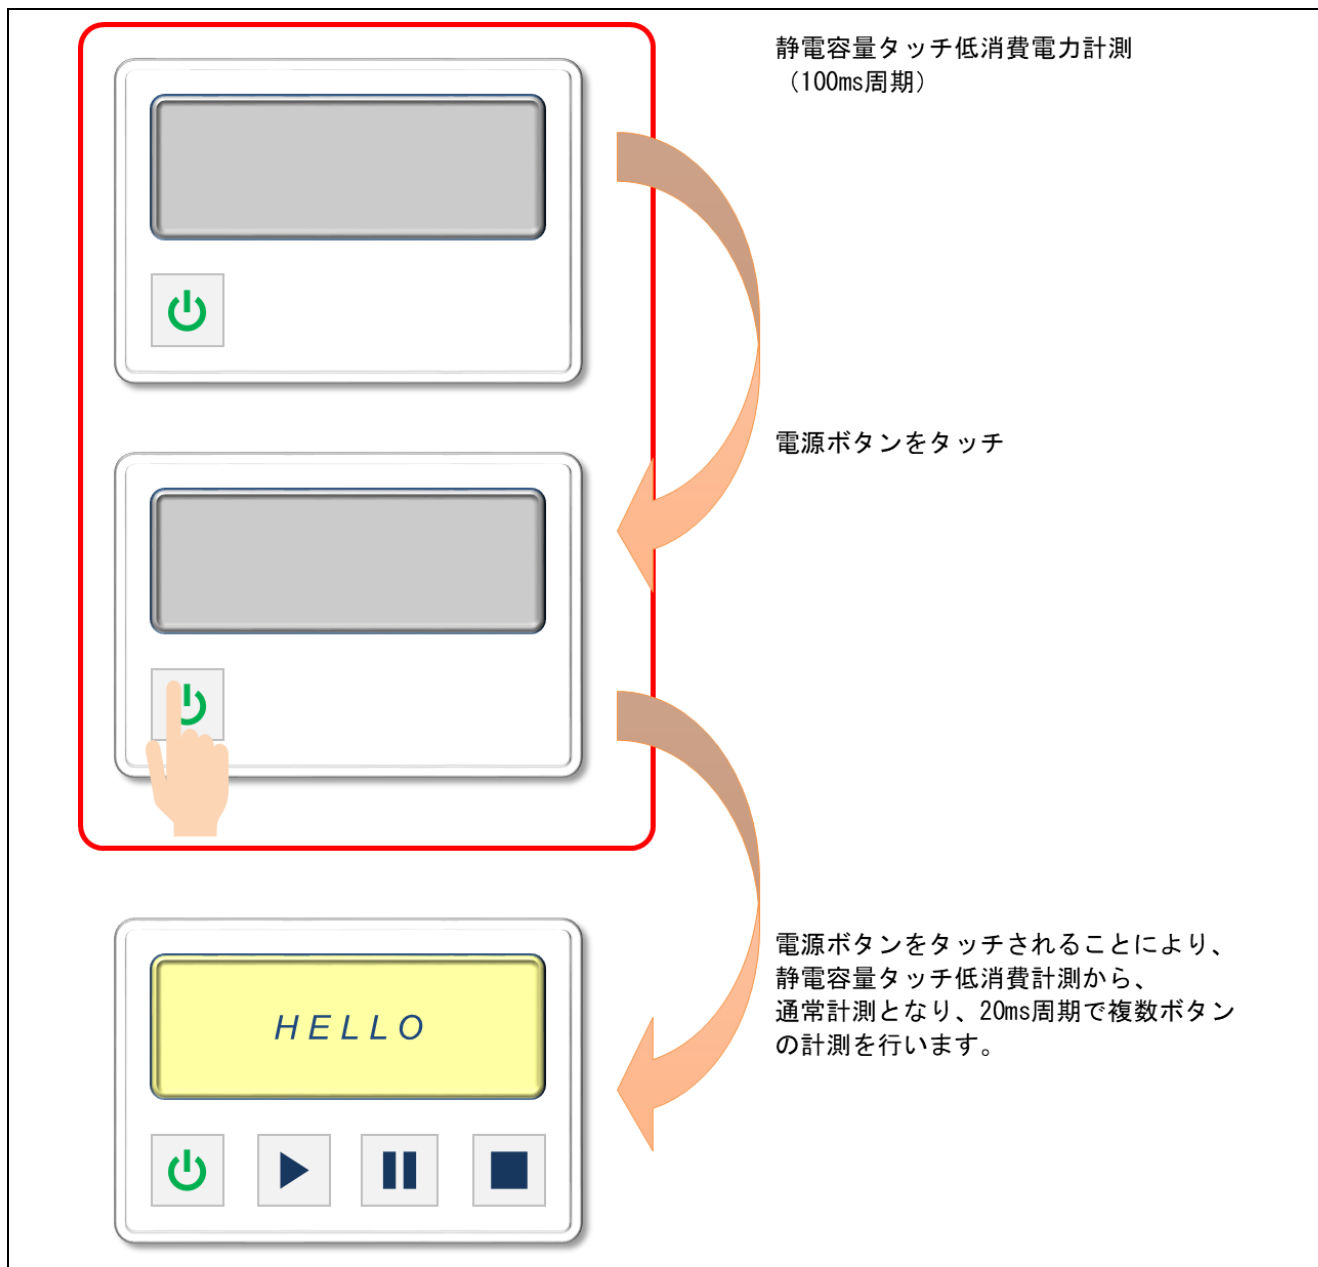 静電容量タッチ低消費電力計測
（100ms周期）
電源ボタンをタッチ
電源ボタンをタッチされることにより、
静電容量タッチ低消費計測から、
通常計測となり、20ms周期で複数ボタン
の計測を行います。
HELLO